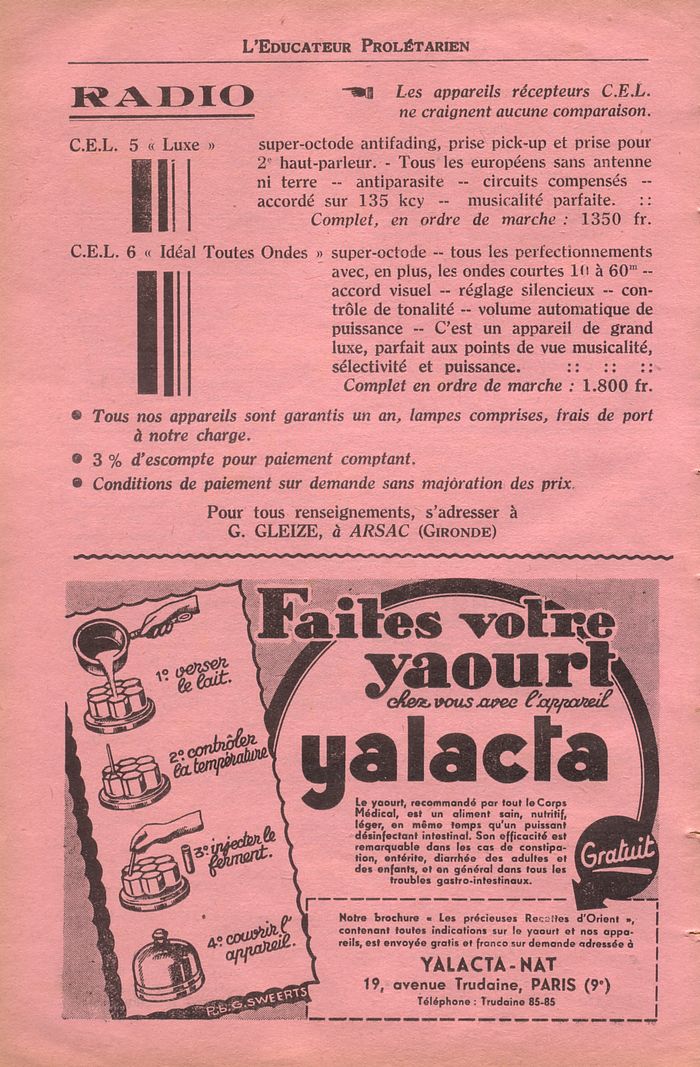 L'EDUCATEUR PROLÉTARIEN
RADIO
Les appareils récepteurs C.E.L.
ne craignent aucune comparaison.
C.E.L. 5 « Luxe »
super-octode antifading, prise pick-up et prise pour
2e haut-parleur. - Tous les européens sans antenne
ni terre -- antiparasite -- circuits compensés --
accordé sur 135 kcy -- musicalité parfaite. ::
Complet, en ordre de marche : 1350 fr.
C.E.L. 6 « Idéal Toutes Ondes » super-octode -- tous les perfectionnements
avec, en plus, les ondes courtes 10 à 60m --
accord visuel -- réglage silencieux -- con-
trôle de tonalité -- volume automatique de
puissance -- C'est un appareil de grand
luxe, parfait aux points de vue musicalité,
sélectivité et puissance. :: :: ::
Complet en ordre de marche : 1.800 fr.
Tous nos appareils sont garantis un an, lampes comprises, frais de port
à notre charge.
3 % d'escompte pour paiement comptant.
Conditions de paiement sur demande sans majoration des prix.
Pour tous renseignements, s'adresser à
G. GLEIZE, à ARSAC (GIRONDE)
1º verser
le lait.
2º contrôler
la température
3º injecter le
ferment.
4º couvrir l'
appareil.
R.L.G. SWEERTS
Faites votre
yaourt
chez vous avec l'appareil
yalacta
Le yaourt, recommandé par tout le Corps
Médical, est un aliment sain, nutritif,
léger, en même temps qu'un puissant
désinfectant intestinal. Son efficacité est
remarquable dans les cas de constipa-
tion, entérite, diarrhée des adultes et
des enfants, et en général dans tous les
troubles gastro-intestinaux.
Gratuit
Notre brochure « Les précieuses Recettes d'Orient »,
contenant toutes indications sur le yaourt et nos appa-
reils, est envoyée gratis et franco sur demande adressée à
YALACTA-NAT
19, avenue Trudaine, PARIS (9e)
Téléphone : Trudaine 85-85